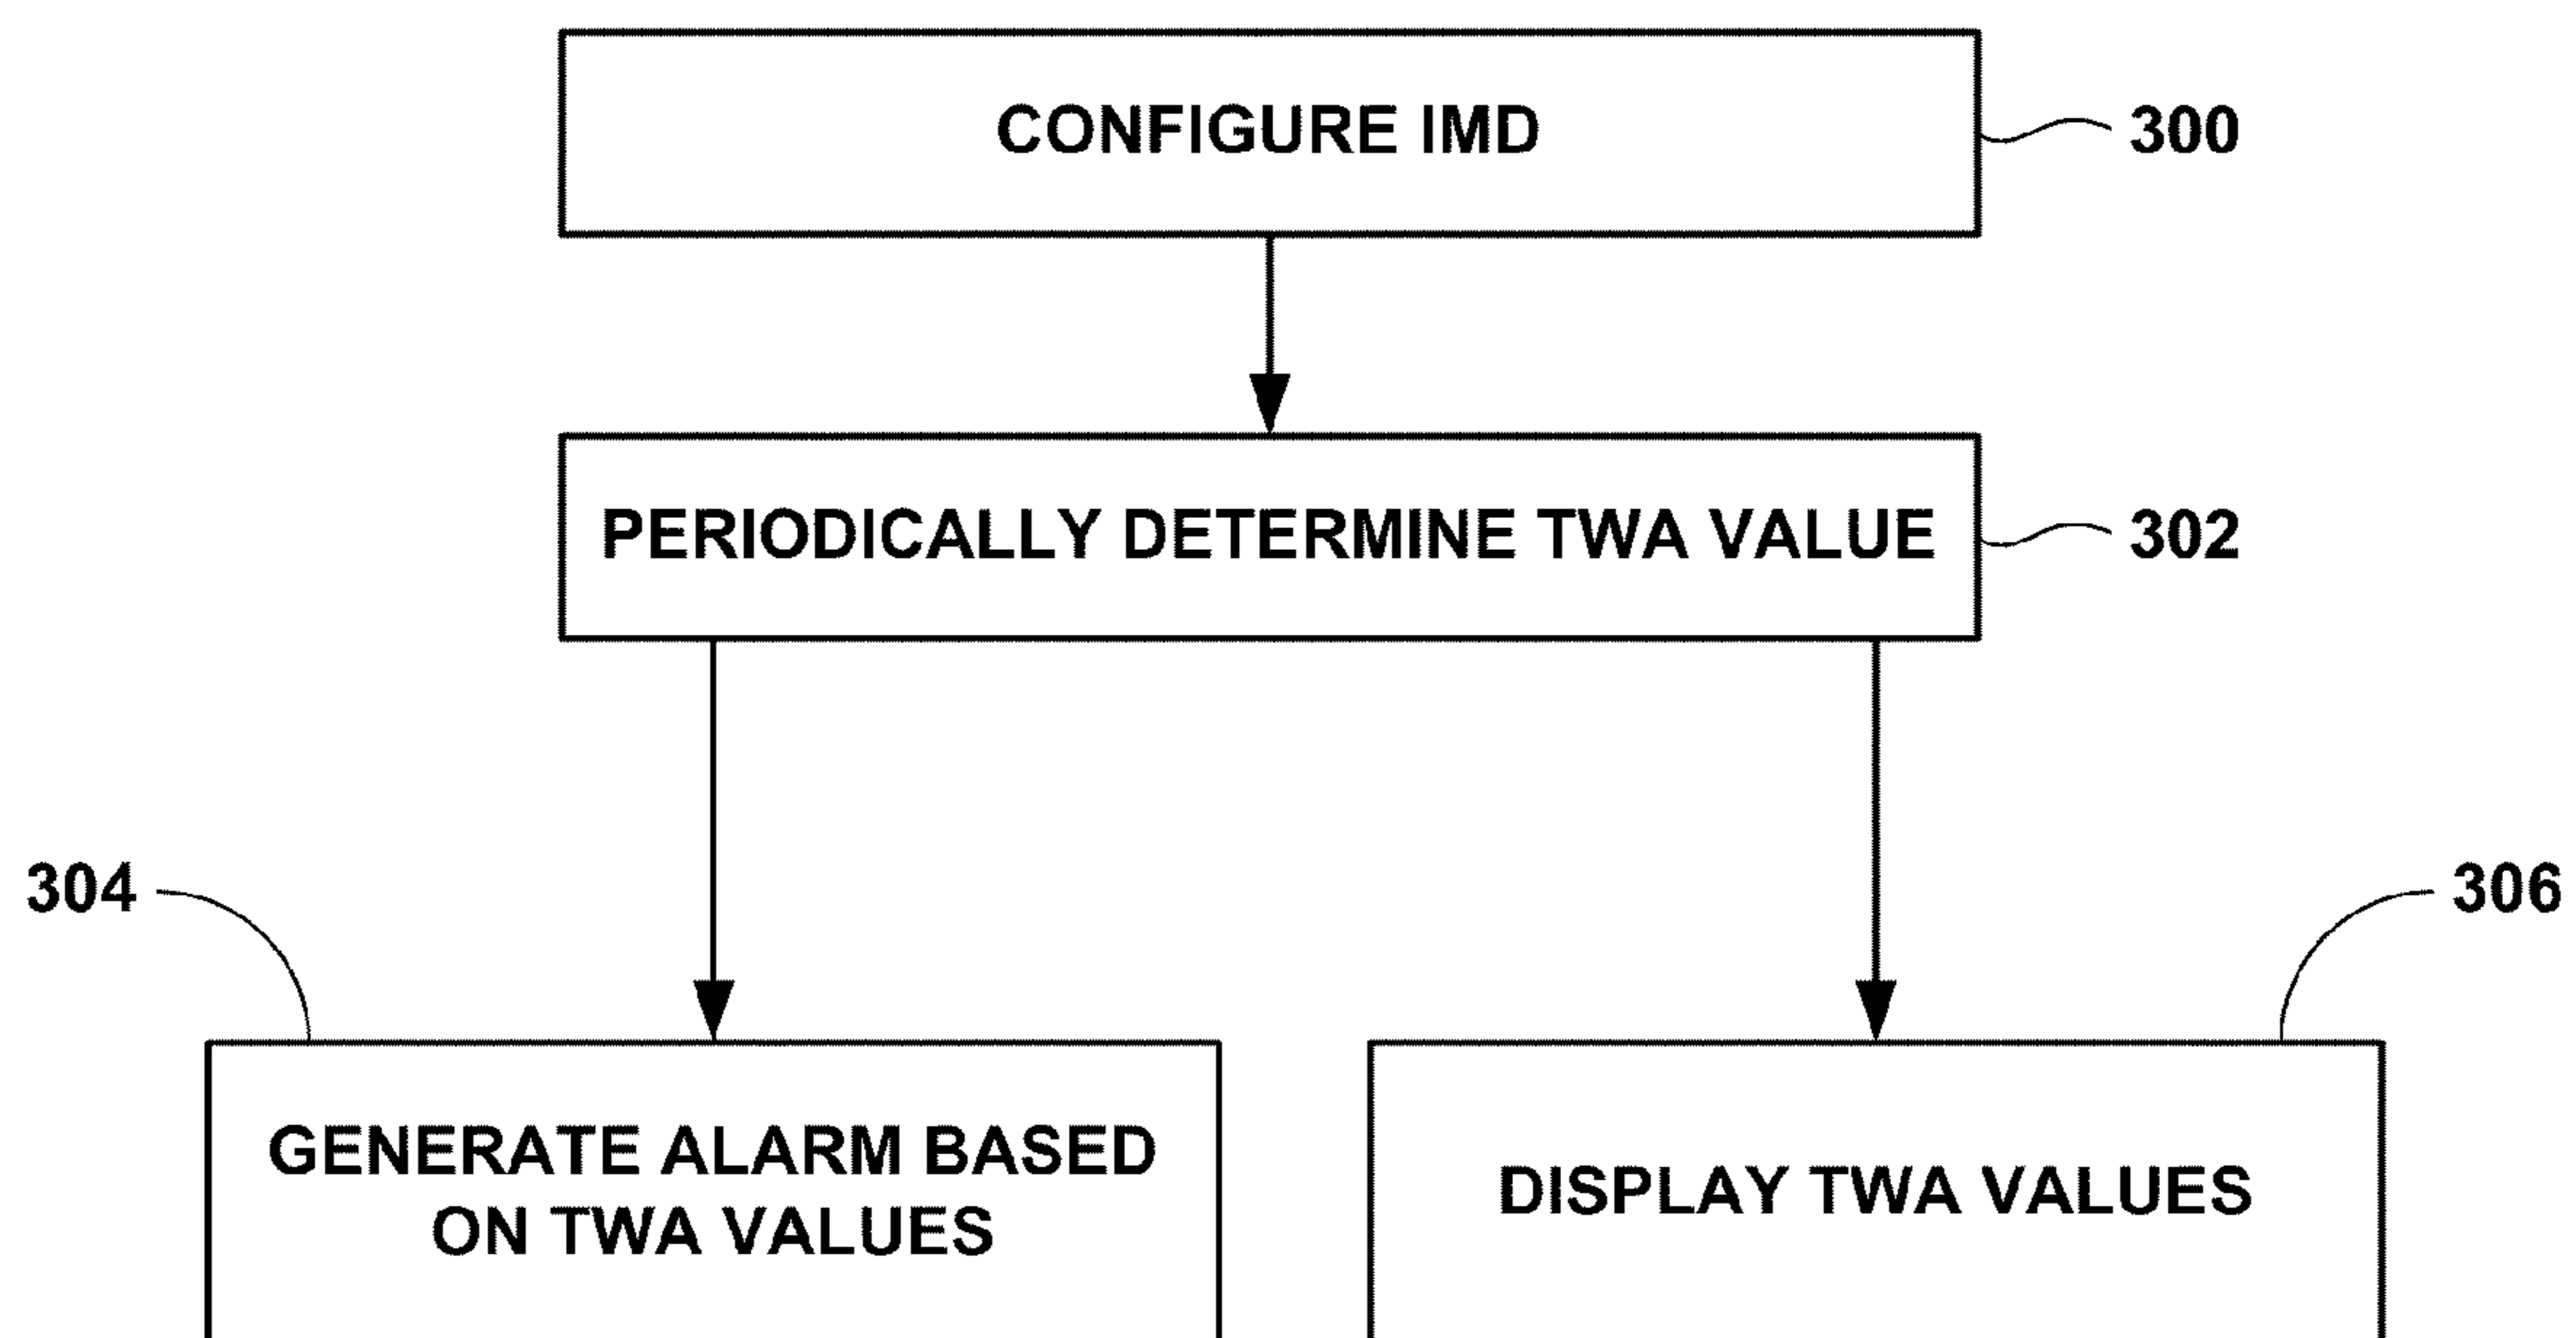 CONFIGURE IMD
300
PERIODICALLY DETERMINE TWA VALUE
302
304
306
GENERATE ALARM BASED
ON TWA VALUES
DISPLAY TWA VALUES